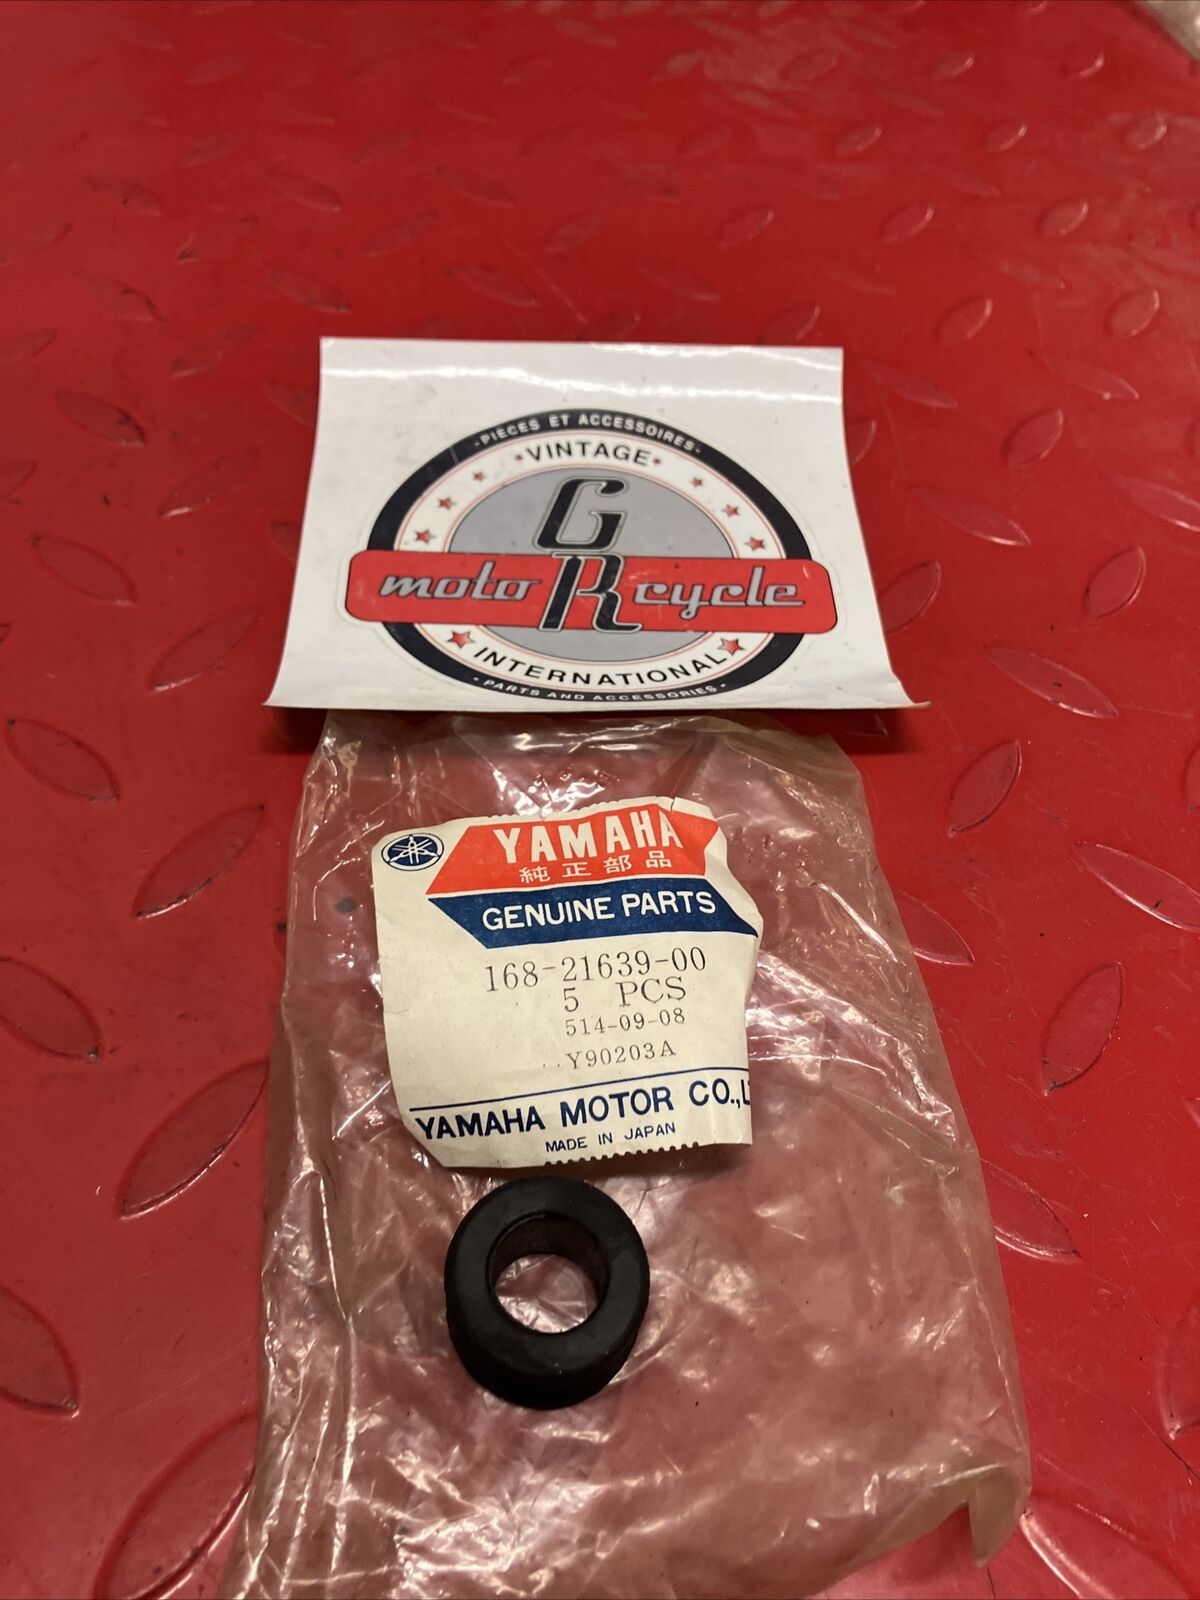 -PIÈCES ET ACCESSOIRES-
•VINTAGE•
G
moto R cycle
INTERNATIONAL
- PARTS AND ACCESSORIES -
YAMAHA
純正部品
GENUINE PARTS
168-21639-00
5 PCS
514-09-08
Y90203A
YAMAHA MOTOR CO.,L
MADE IN JAPAN